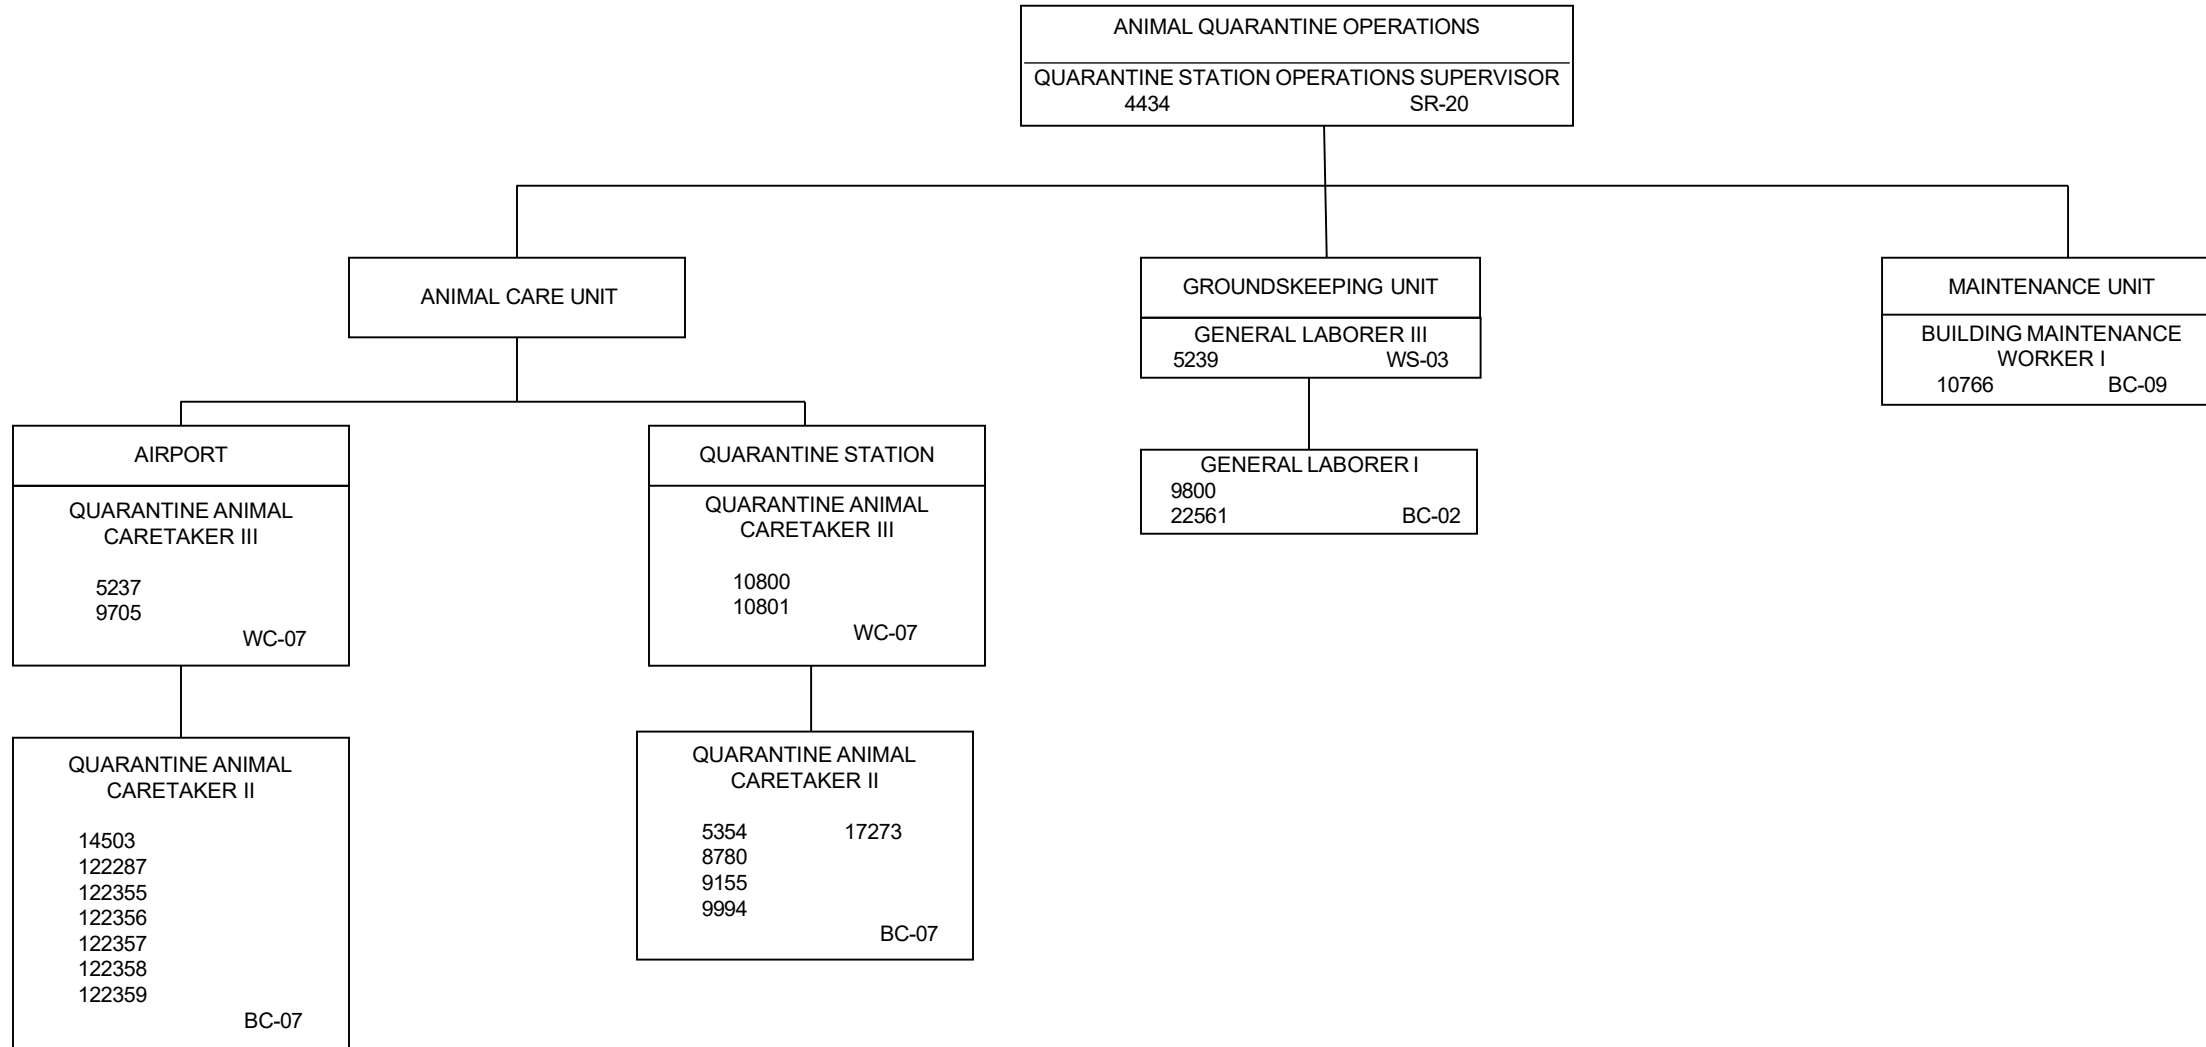 ANIMAL QUARANTINE OPERATIONS
QUARANTINE STATION OPERATIONS SUPERVISOR
4434 SR-20
ANIMAL CARE UNIT
AIRPORT
QUARANTINE ANIMAL
CARETAKER III
5237
9705
WC-07
QUARANTINE ANIMAL
CARETAKER II
14503
122287
122355
122356
122357
122358
122359
BC-07
QUARANTINE STATION
QUARANTINE ANIMAL
CARETAKER III
10800
10801
WC-07
QUARANTINE ANIMAL
CARETAKER II
5354 17273
8780
9155
9994
BC-07
GROUNDSKEEPING UNIT
GENERAL LABORER III
5239 WS-03
GENERAL LABORER I
9800
22561 BC-02
MAINTENANCE UNIT
BUILDING MAINTENANCE
WORKER I
10766 BC-09